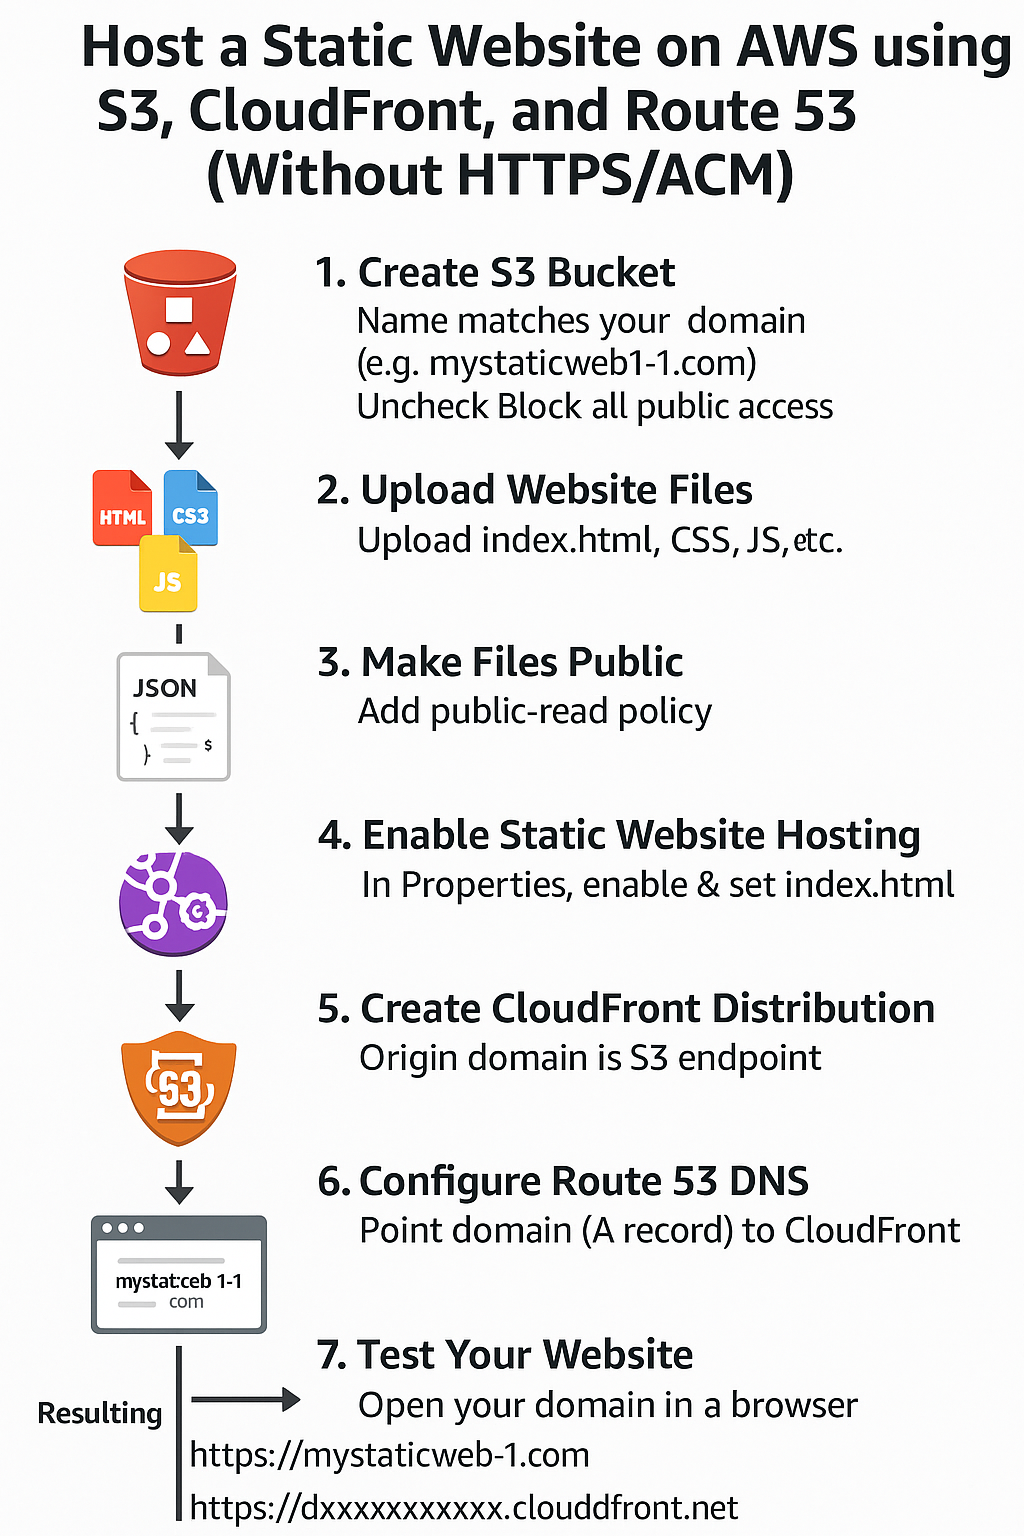 Host a Static Website on AWS using
S3, CloudFront, and Route 53
(Without HTTPS/ACM)
1. Create S3 Bucket
Name matches your domain
(e.g. mystaticweb1-1.com)
Uncheck Block all public access
HTML
CS3
JS
2. Upload Website Files
Upload index.html, CSS, JS,etc.
JSON
{
} $
3. Make Files Public
Add public-read policy
4. Enable Static Website Hosting
In Properties, enable & set index.html
C
5. Create CloudFront Distribution
Origin domain is S3 endpoint
S3
6. Configure Route 53 DNS
Point domain (A record) to CloudFront
1-1
com
7. Test Your Website
Open your domain in a browser
Resulting
https://mystaticweb-1.com
https://dxxxxxxxxxxx.clouddfront.net